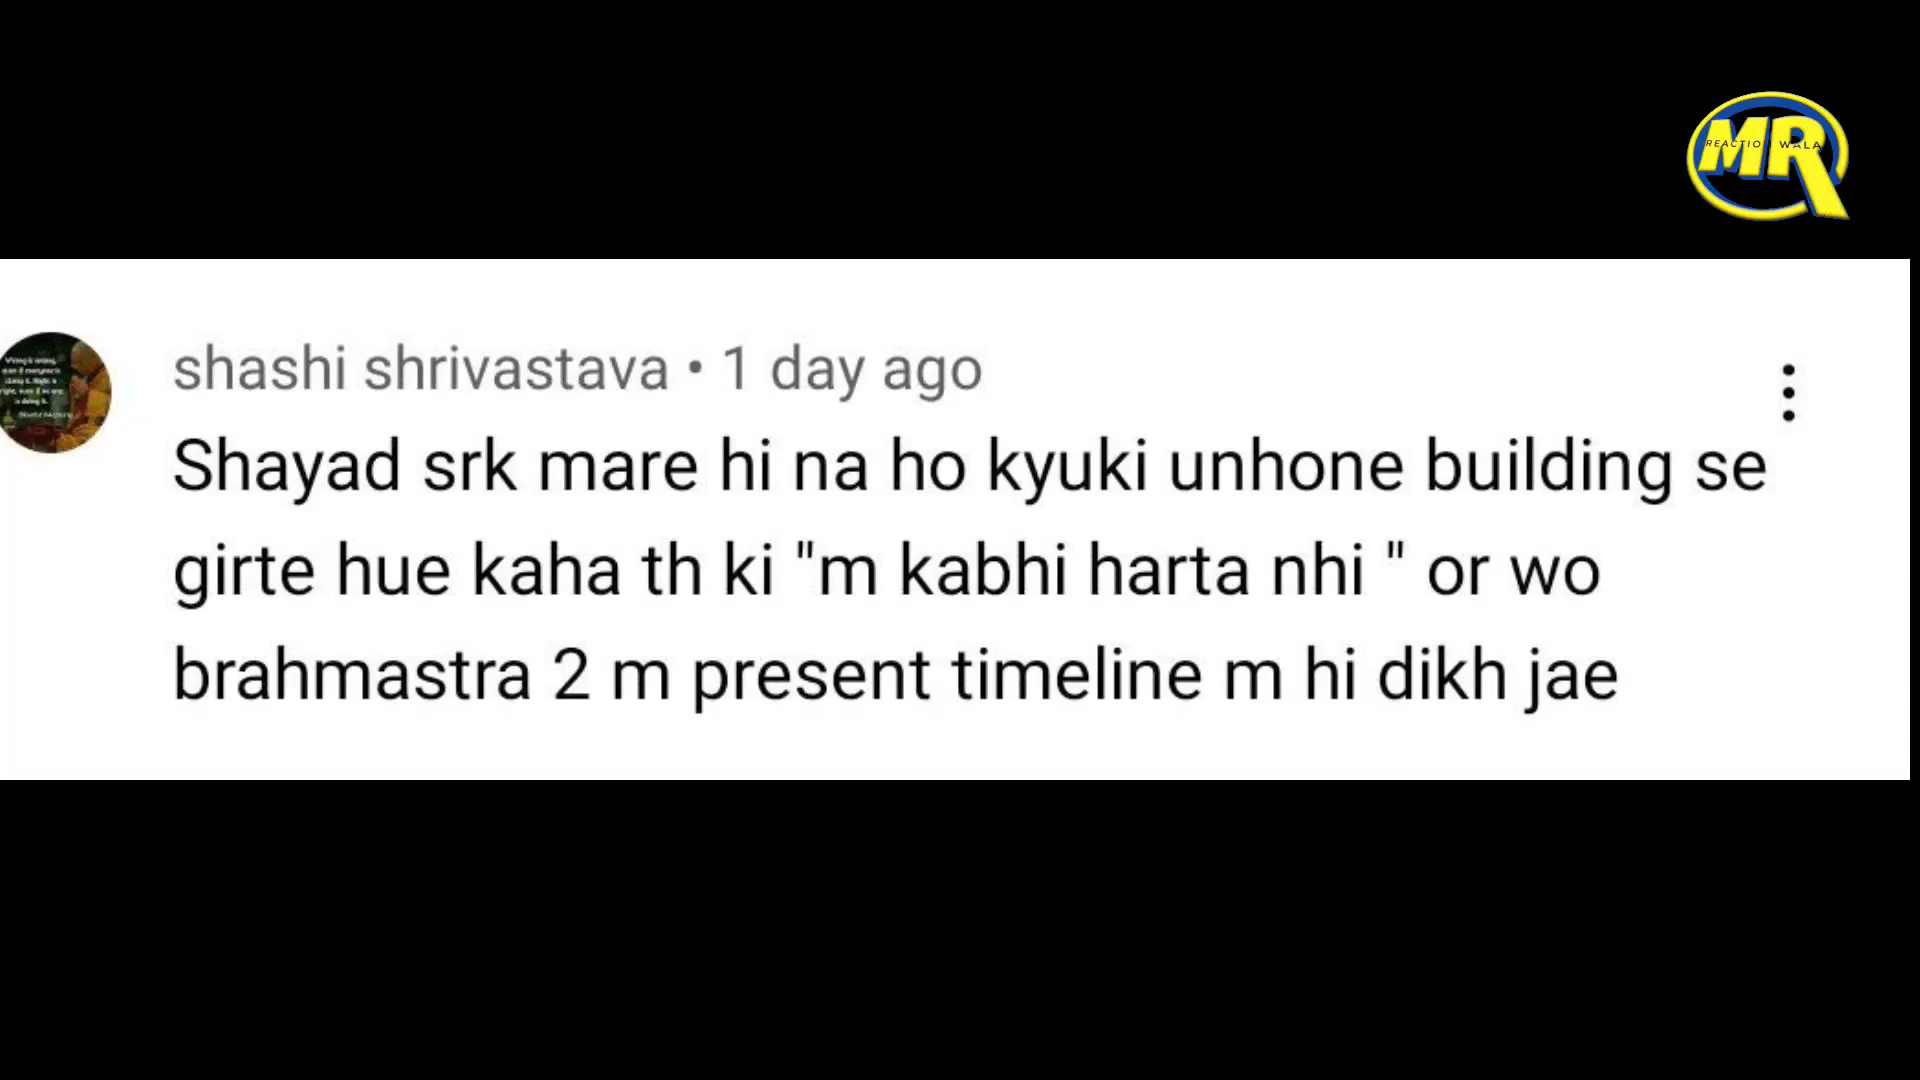 MR
REACTION WALA
shashi shrivastava • 1 day ago
Shayad srk mare hi na ho kyuki unhone building se
girte hue kaha th ki "m kabhi harta nhi " or wo
brahmastra 2 m present timeline m hi dikh jae